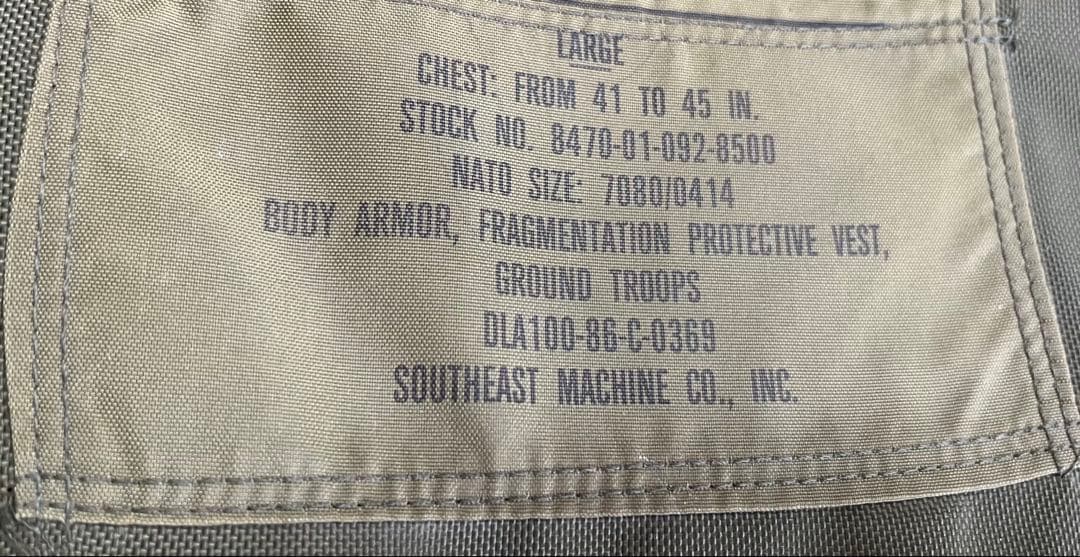 LARGE
CHEST: FROM 41 TO 45 IN.
STOCK NO. 8470-01-092-8500
NATO SIZE: 7080/0414
BODY ARMOR, FRAGMENTATION PROTECTIVE VEST,
GROUND TROOPS
DLA100-86-C-0369
SOUTHEAST MACHINE CO., INC.